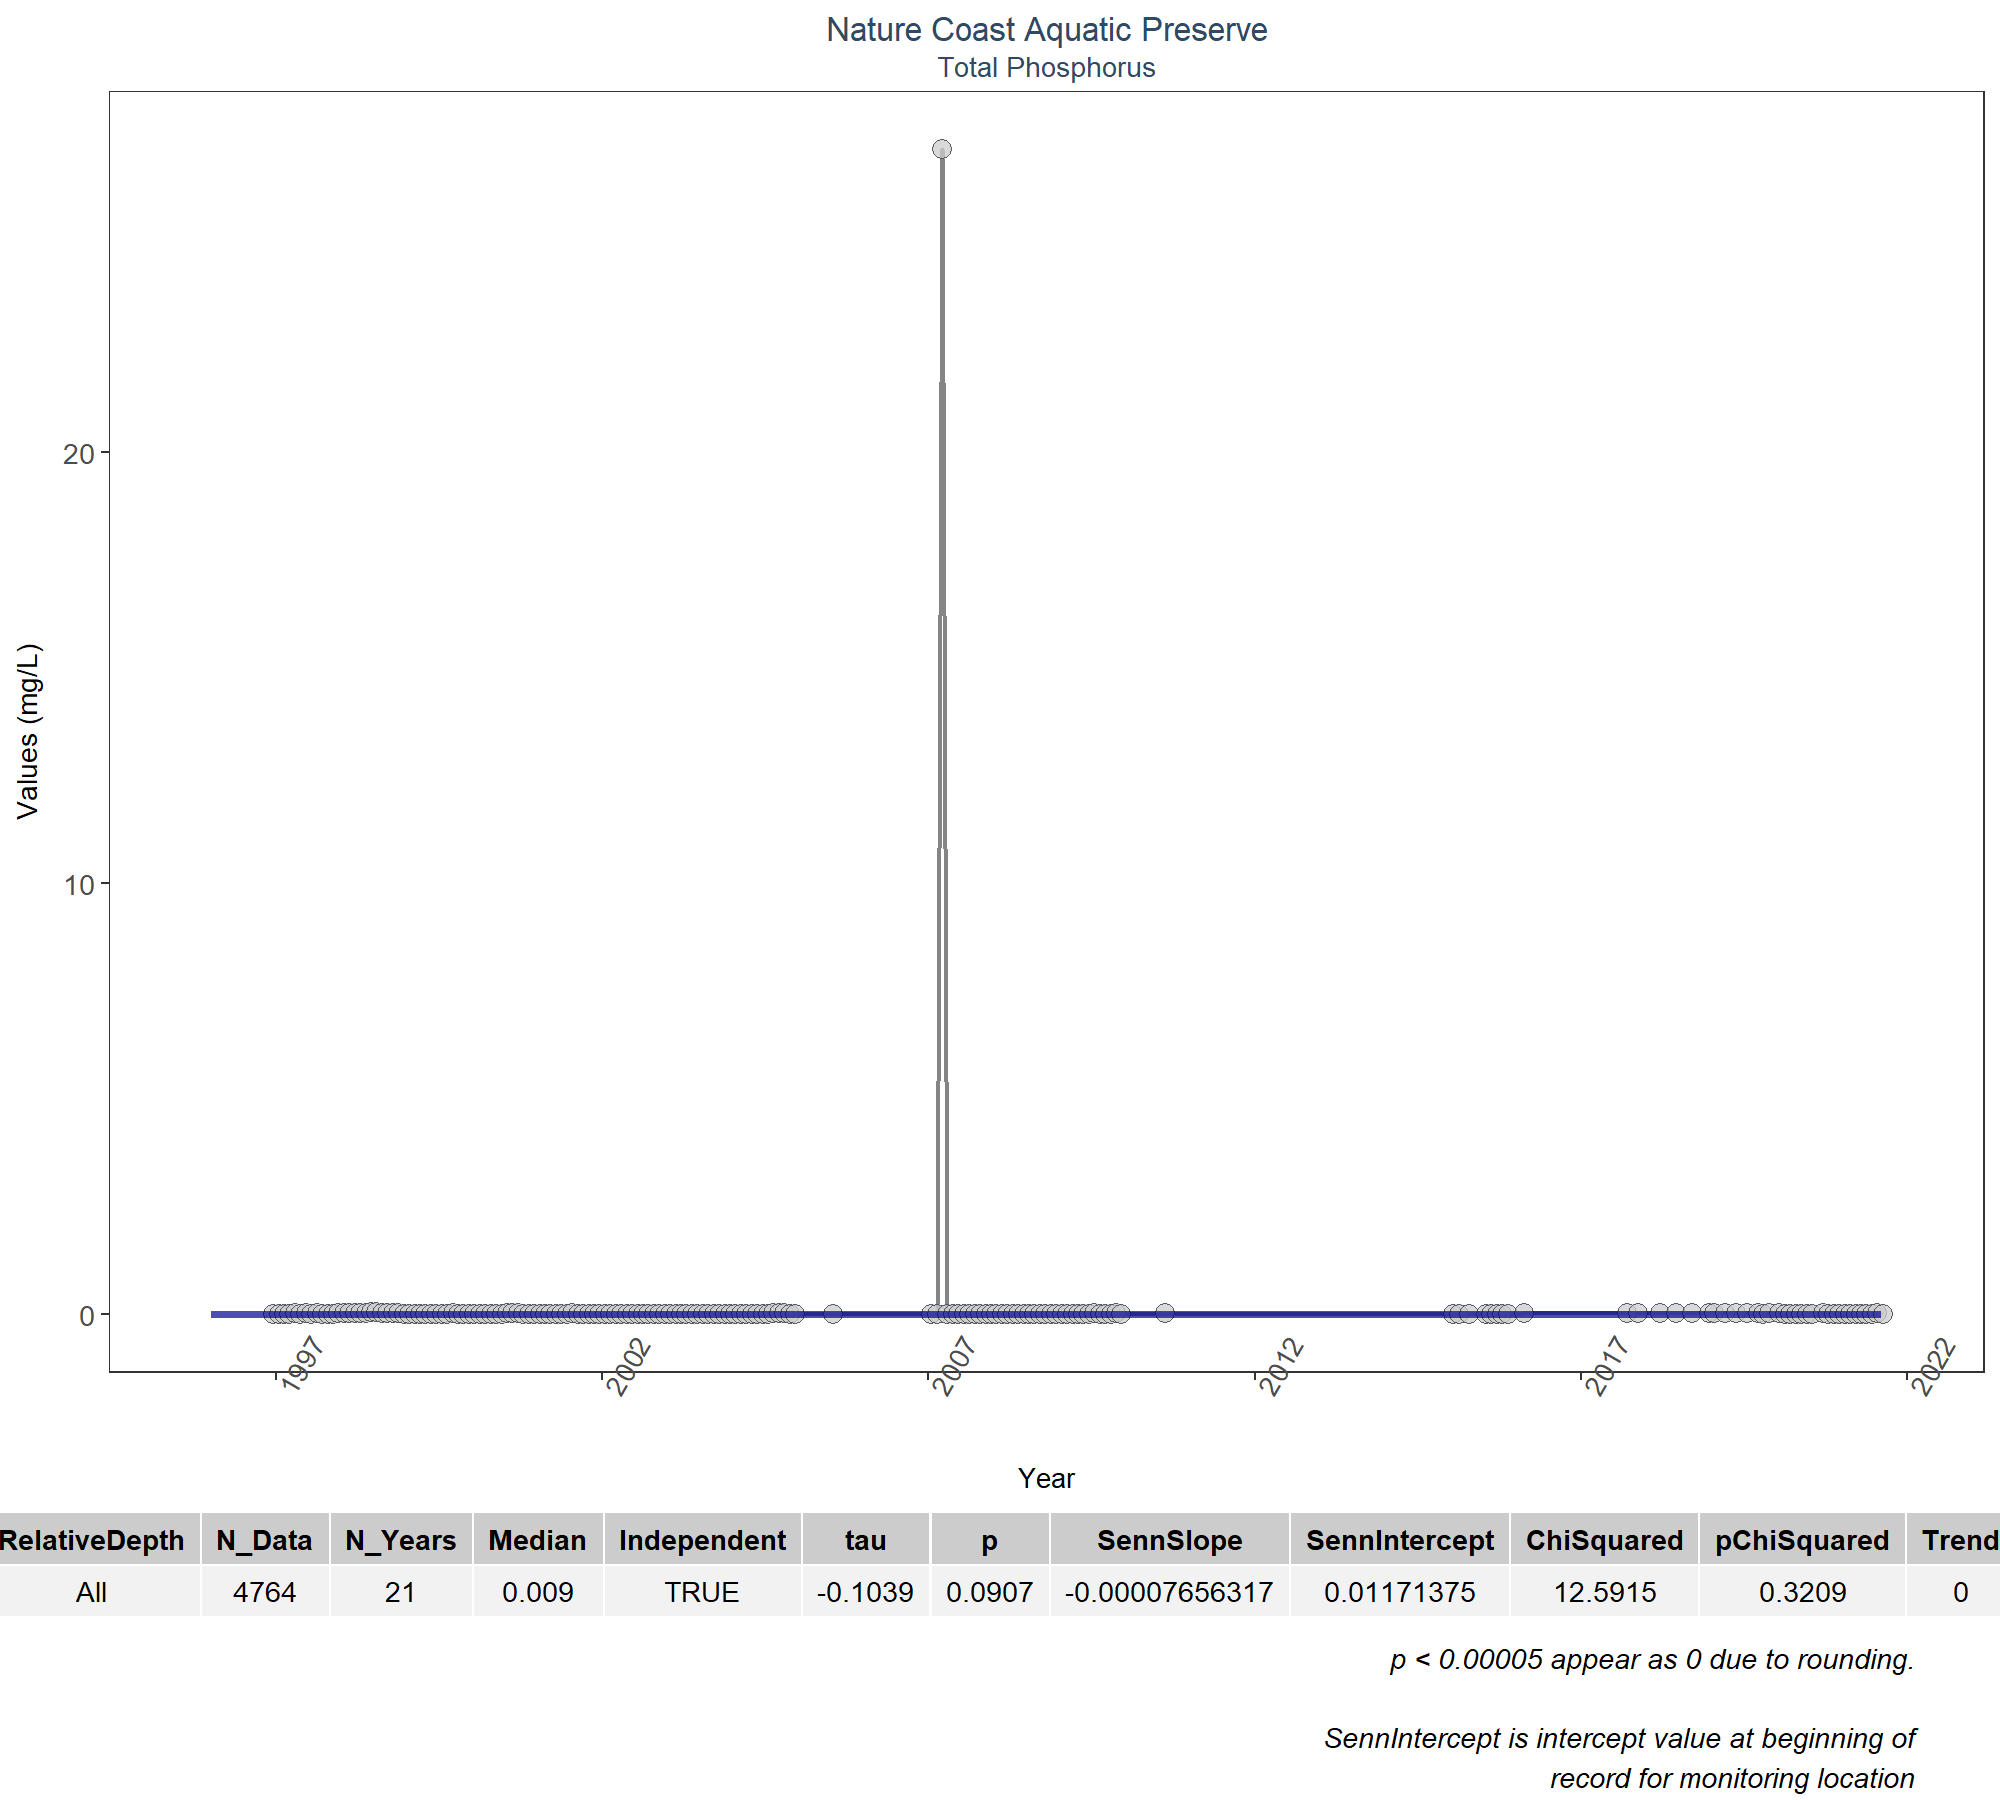 Nature Coast Aquatic Preserve
Total Phosphorus
Values (mg/L)
20
10
0
1997 2002 2007 2012 2017 2022
Year
RelativeDepth N_Data N_Years Median Independent tau p SennSlope SennIntercept ChiSquared pChiSquared Trend
All 4764 21 0.009 TRUE -0.1039 0.0907 -0.00007656317 0.01171375 12.5915 0.3209 0
p < 0.00005 appear as 0 due to rounding.
SennIntercept is intercept value at beginning of
record for monitoring location